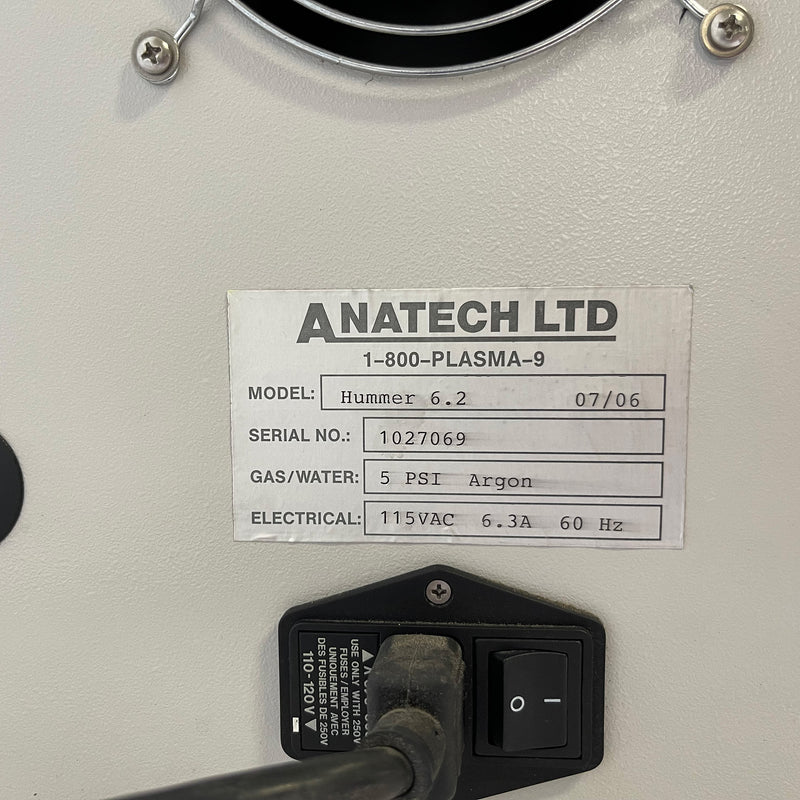 ANATECH LTD
1-800-PLASMA-9
MODEL: Hummer 6.2 07/06
SERIAL NO.: 1027069
GAS/WATER: 5 PSI Argon
ELECTRICAL: 115VAC 6.3A 60 Hz
USE ONLY WITH 250V
FUSES/EMPLOYER
UNIQUEMENT AVEC
DES FUSIBLES DE 250V
110-120V ▼
O I